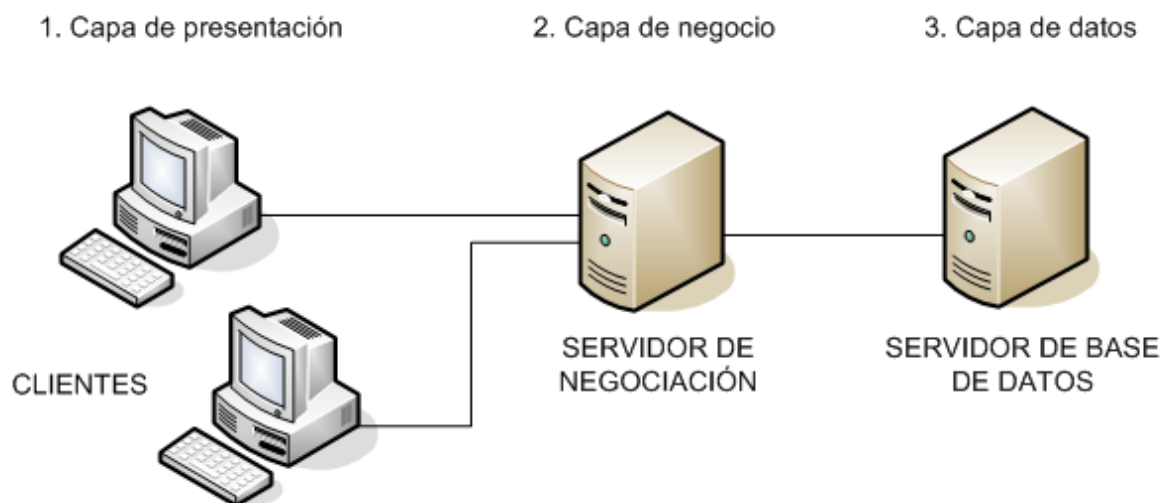 1. Capa de presentación
2. Capa de negocio
3. Capa de datos
CLIENTES
SERVIDOR DE
NEGOCIACIÓN
SERVIDOR DE BASE
DE DATOS